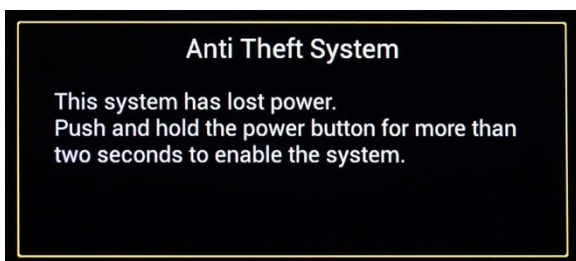 Anti Theft System
This system has lost power.
Push and hold the power button for more than
two seconds to enable the system.